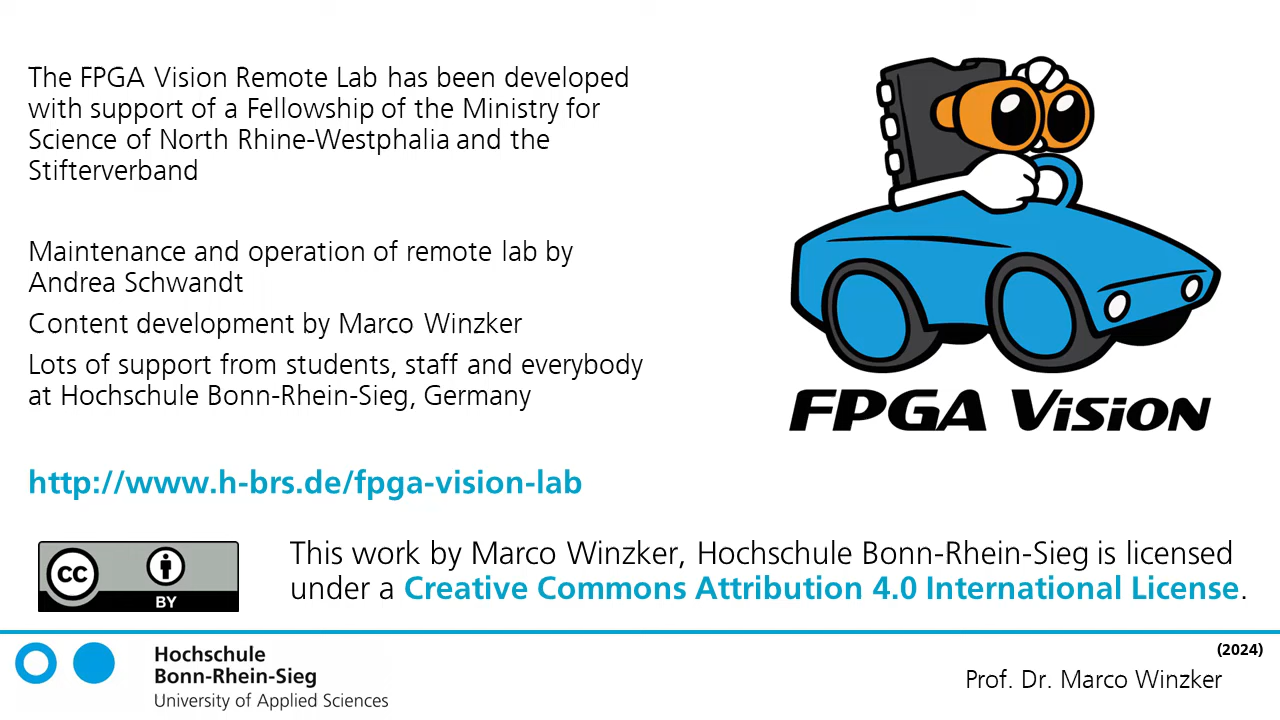 The FPGA Vision Remote Lab has been developed
with support of a Fellowship of the Ministry for
Science of North Rhine-Westphalia and the
Stifterverband
Maintenance and operation of remote lab by
Andrea Schwandt
Content development by Marco Winzker
Lots of support from students, staff and everybody
at Hochschule Bonn-Rhein-Sieg, Germany
FPGA Vision
http://www.h-brs.de/fpga-vision-lab
cc
BY
This work by Marco Winzker, Hochschule Bonn-Rhein-Sieg is licensed
under a Creative Commons Attribution 4.0 International License.
Hochschule
Bonn-Rhein-Sieg
University of Applied Sciences
(2024)
Prof. Dr. Marco Winzker